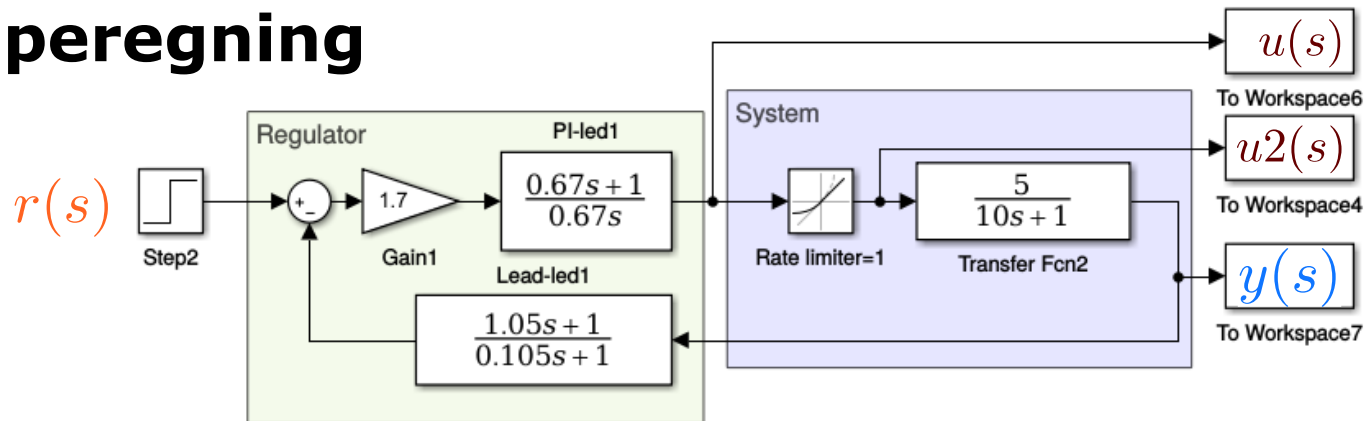 peregning
u(s)
To Workspace6
System
Regulator
PI-led1
u2(s)
To Workspace4
r(s)
Step2
+
-
1.7
Gain1
0.67s+1
0.67s
Rate limiter=1
5
10s+1
Transfer Fcn2
y(s)
To Workspace7
Lead-led1
1.05s+1
0.105s+1